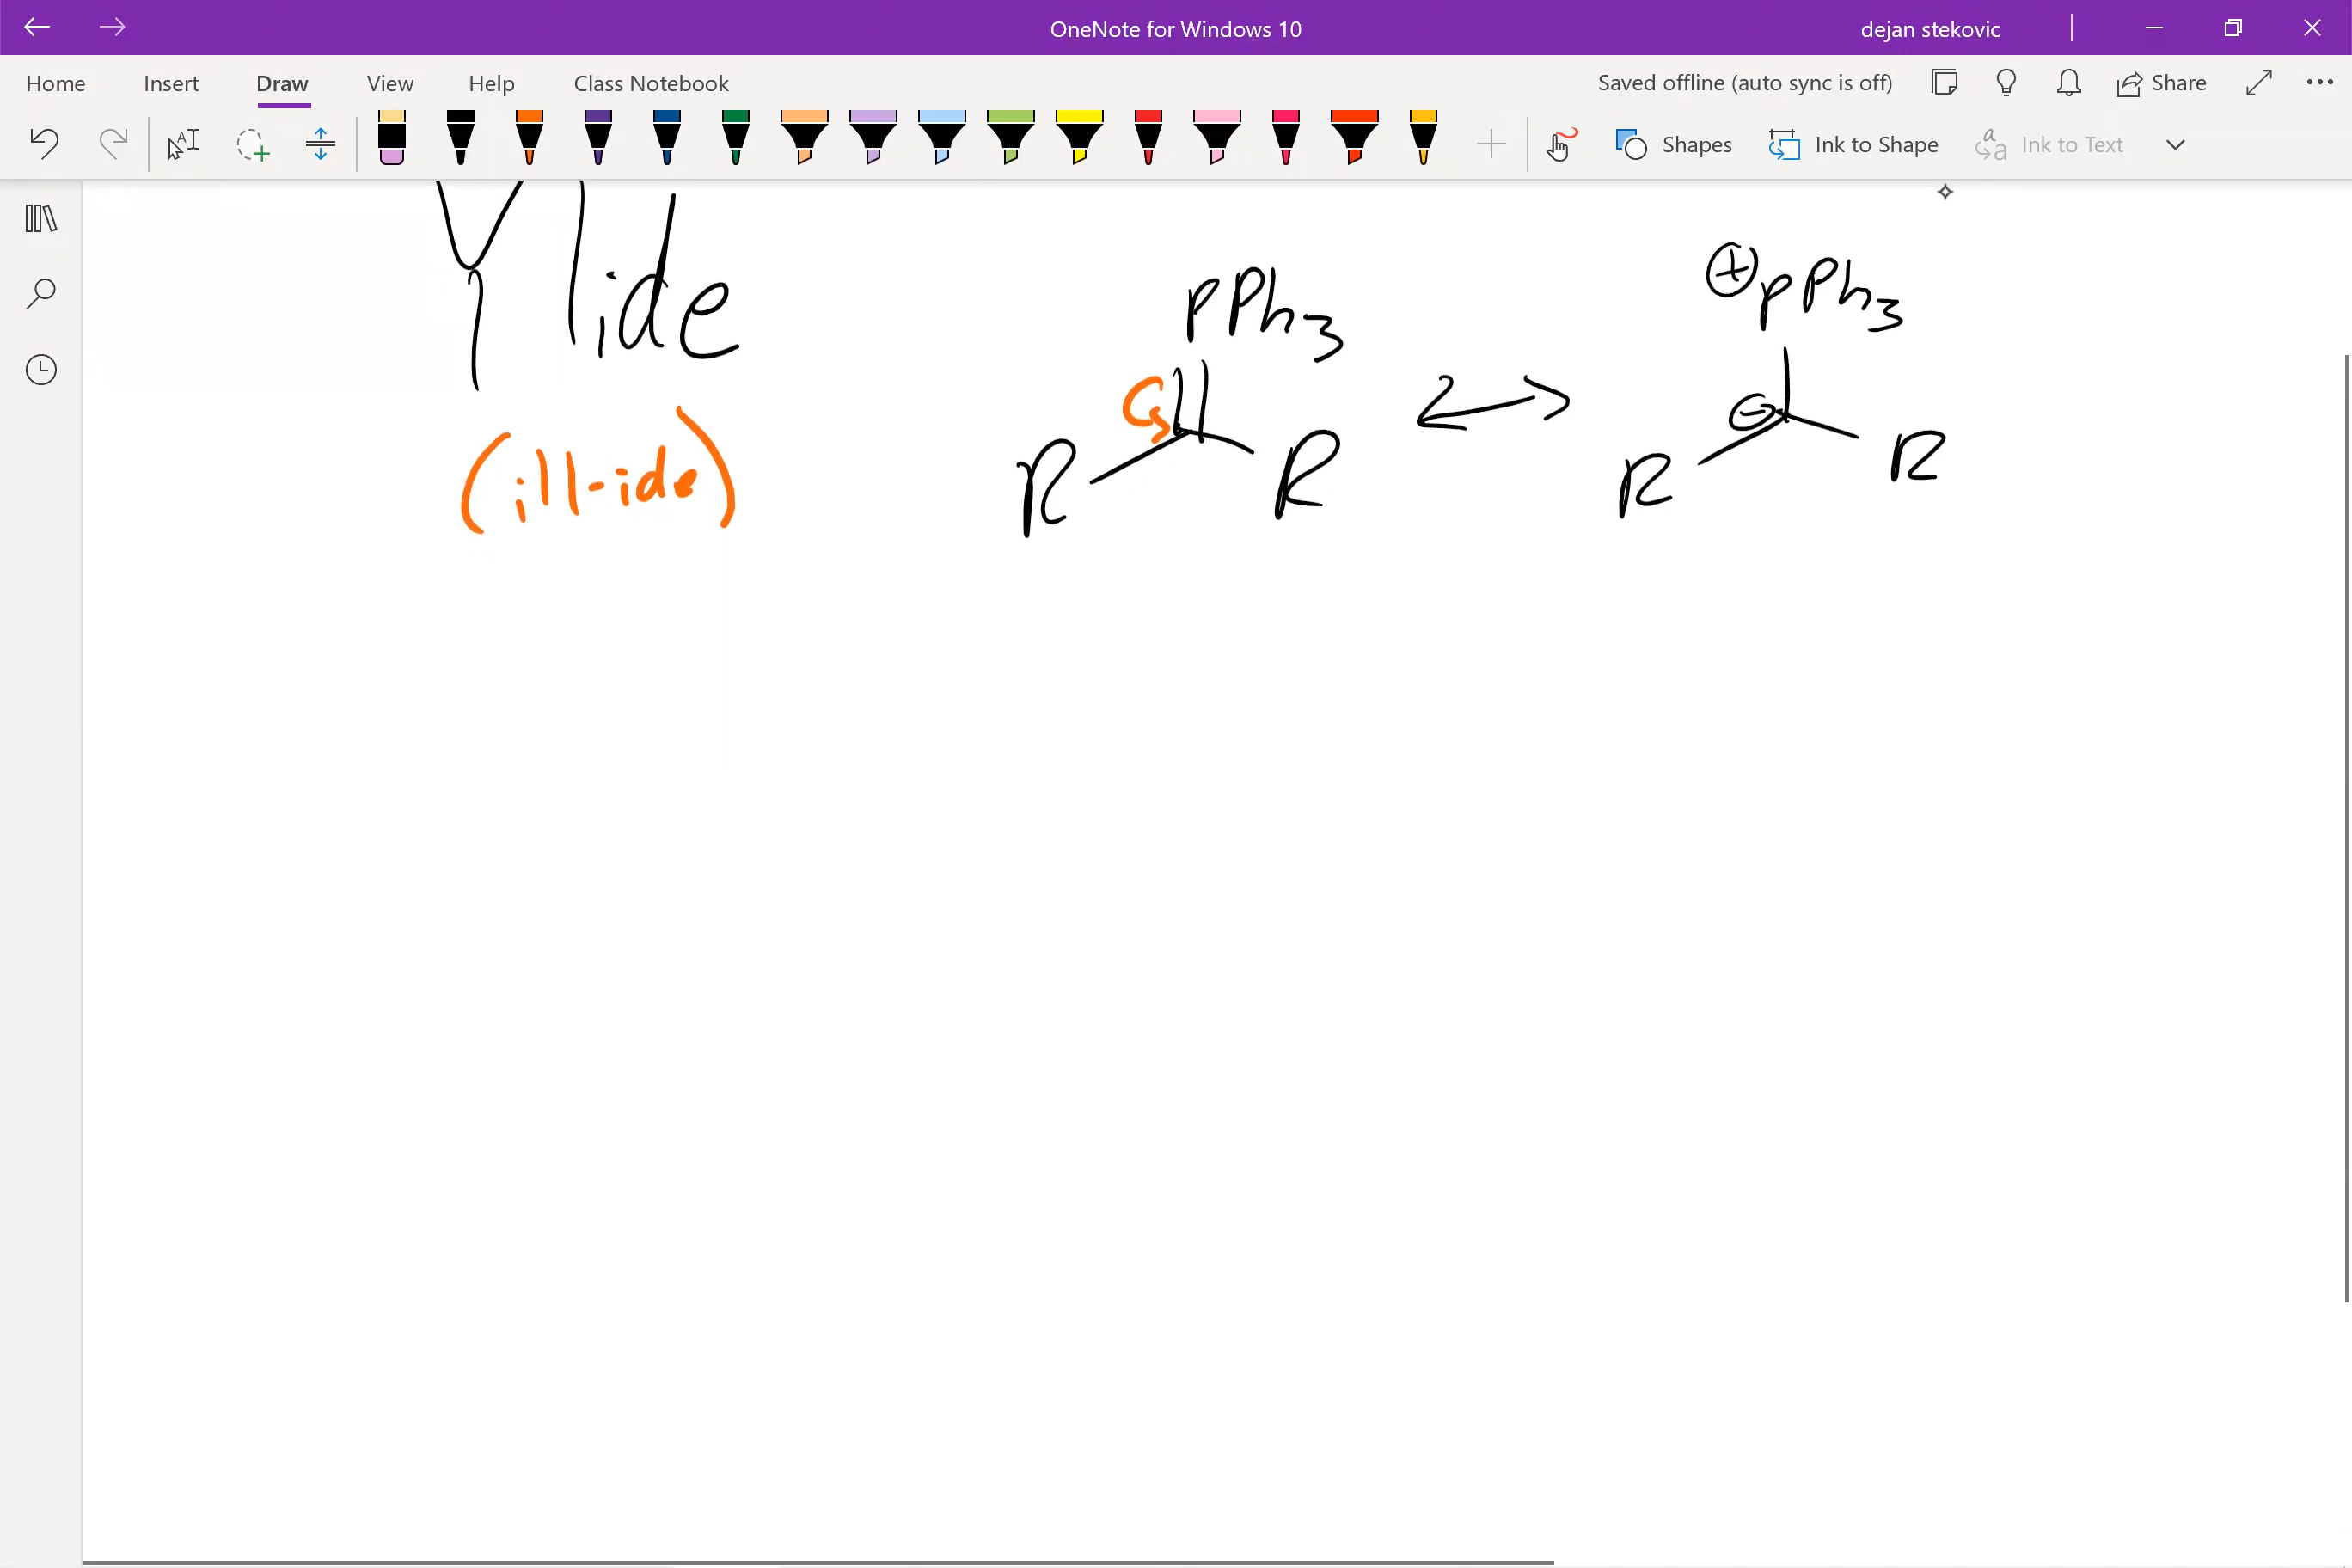 OneNote for Windows 10
dejan stekovic
Home Insert Draw View Help Class Notebook
Saved offline (auto sync is off) Share
Shapes Ink to Shape Ink to Text
Ylide
(ill-ide)
PPh3
R R
⊕PPh3
⊖
R R